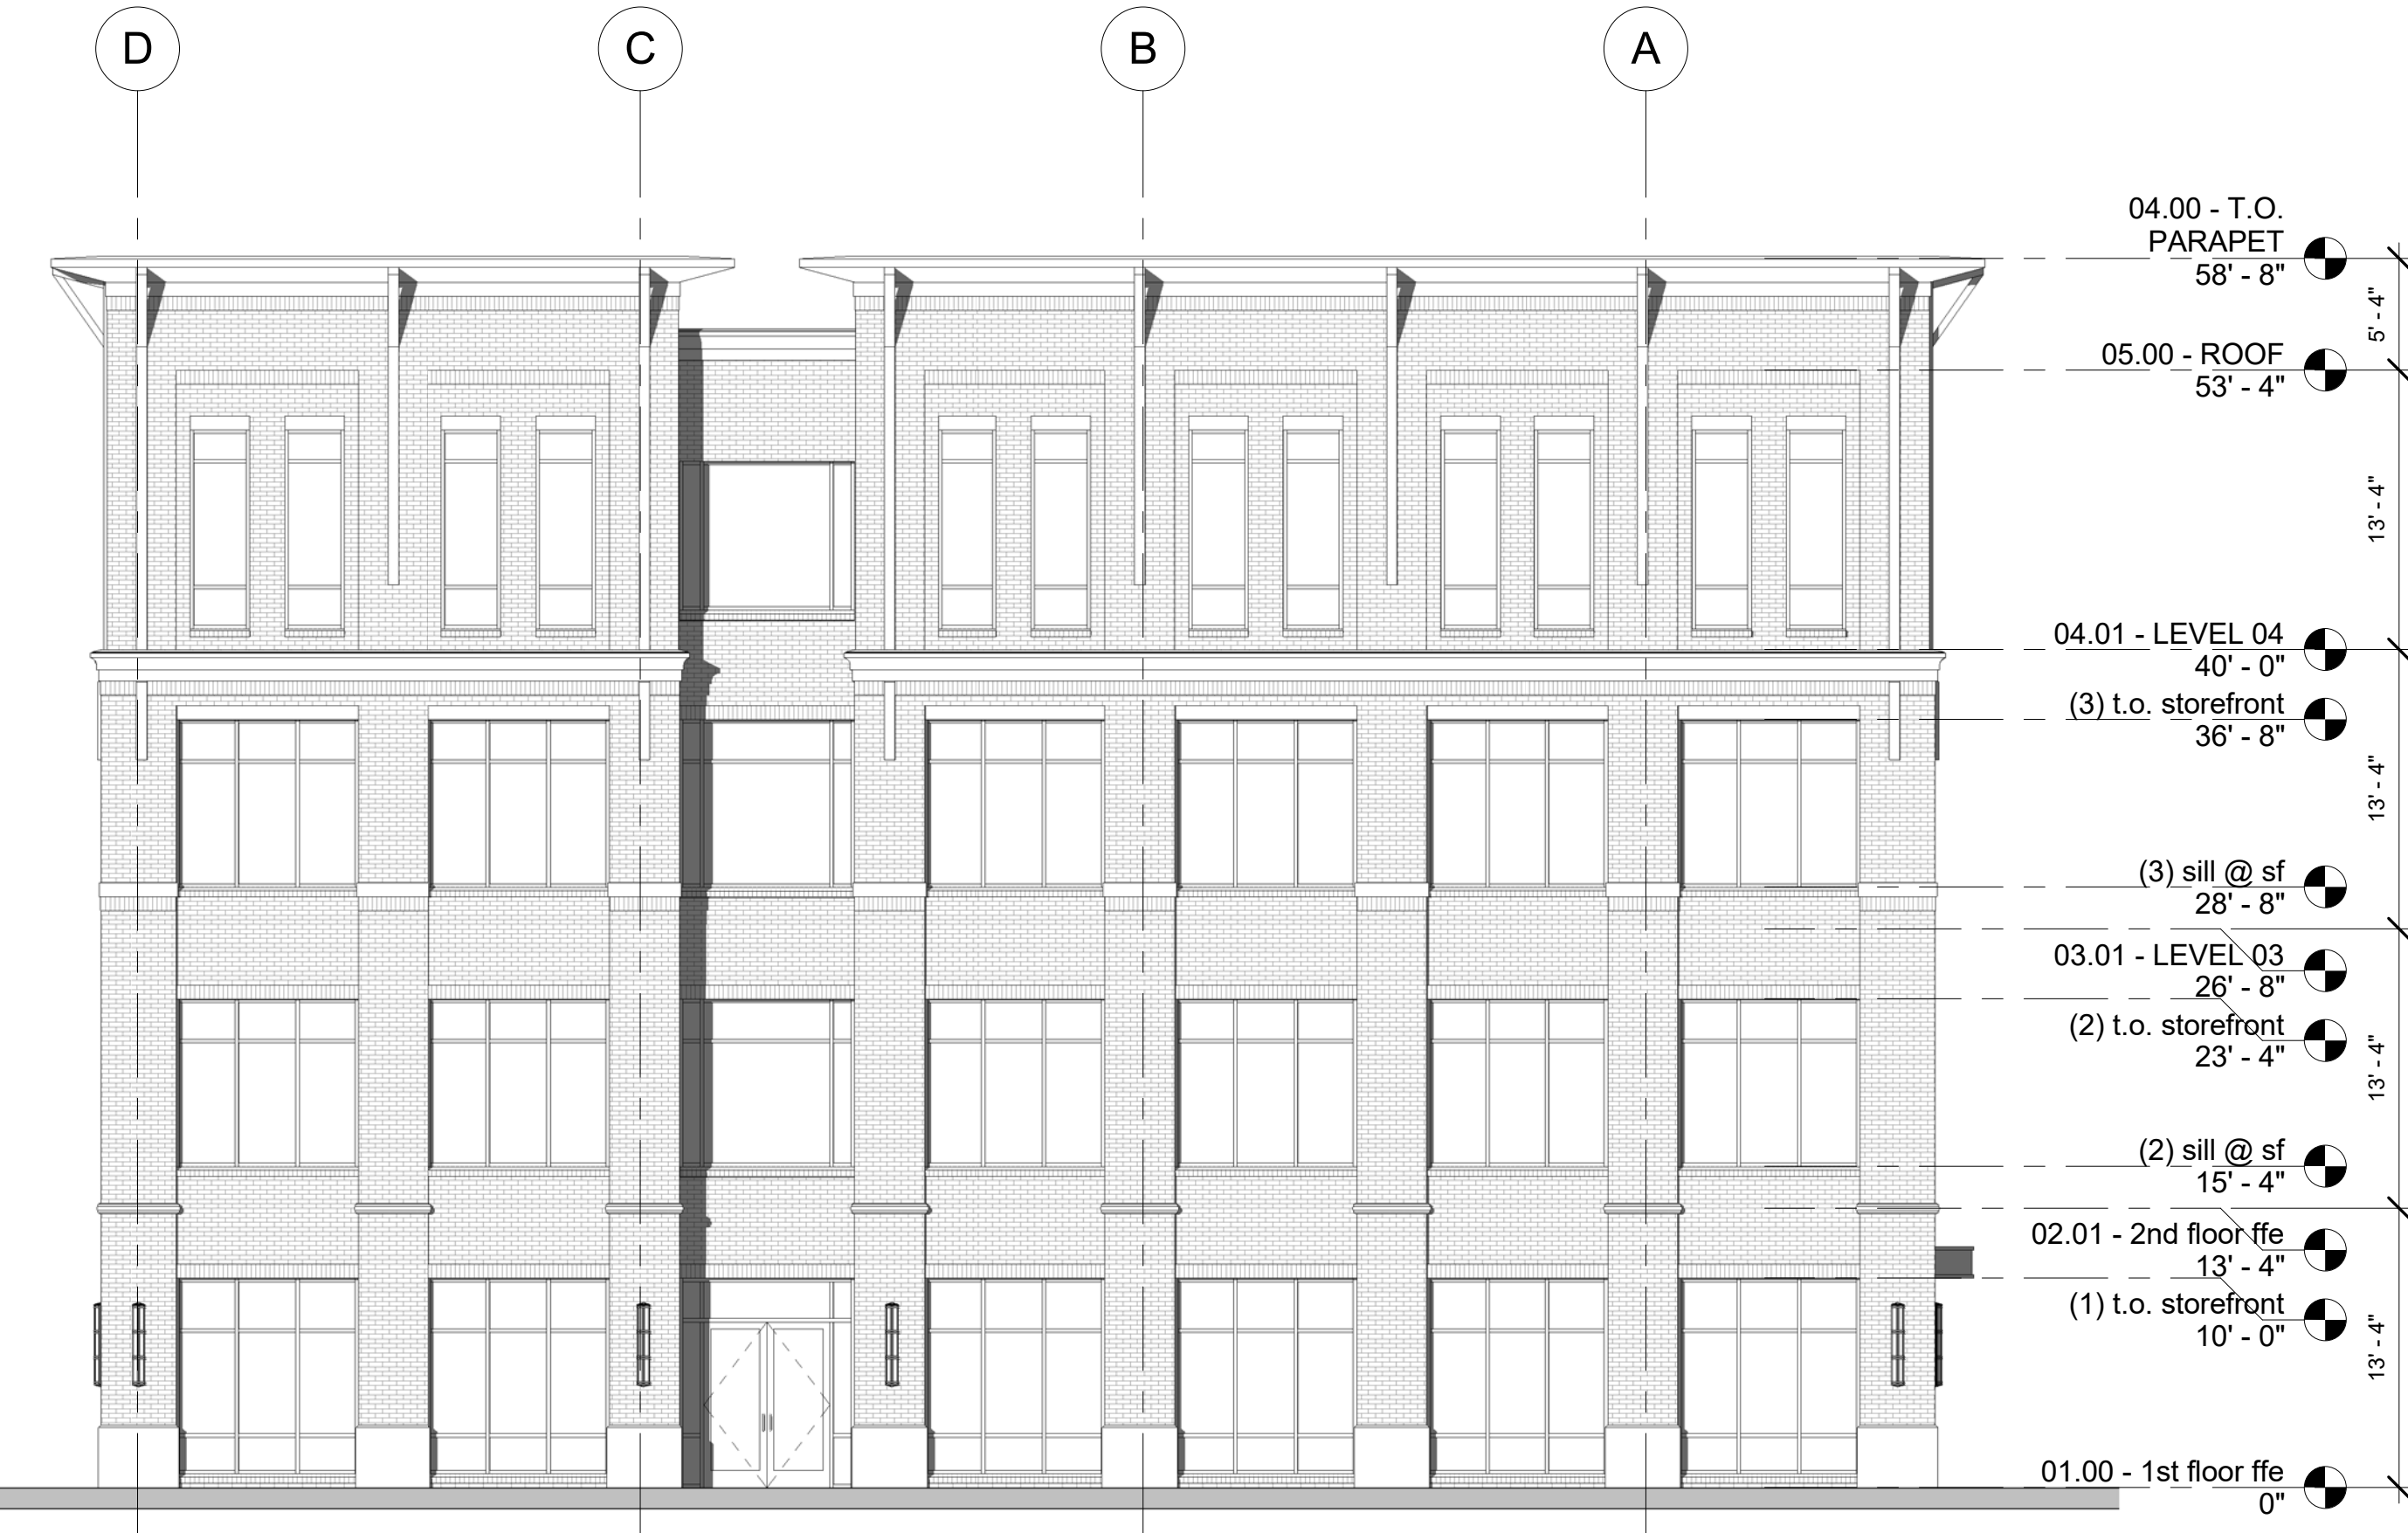 D
C
B
A
04.00 - T.O.
PARAPET
58' - 8"
5' - 4"
05.00 - ROOF
53' - 4"
13' - 4"
04.01 - LEVEL 04
40' - 0"
(3) t.o. storefront
36' - 8"
13' - 4"
(3) sill @ sf
28' - 8"
03.01 - LEVEL 03
26' - 8"
(2) t.o. storefront
23' - 4"
13' - 4"
(2) sill @ sf
15' - 4"
02.01 - 2nd floor ffe
13' - 4"
(1) t.o. storefront
10' - 0"
13' - 4"
01.00 - 1st floor ffe
0"